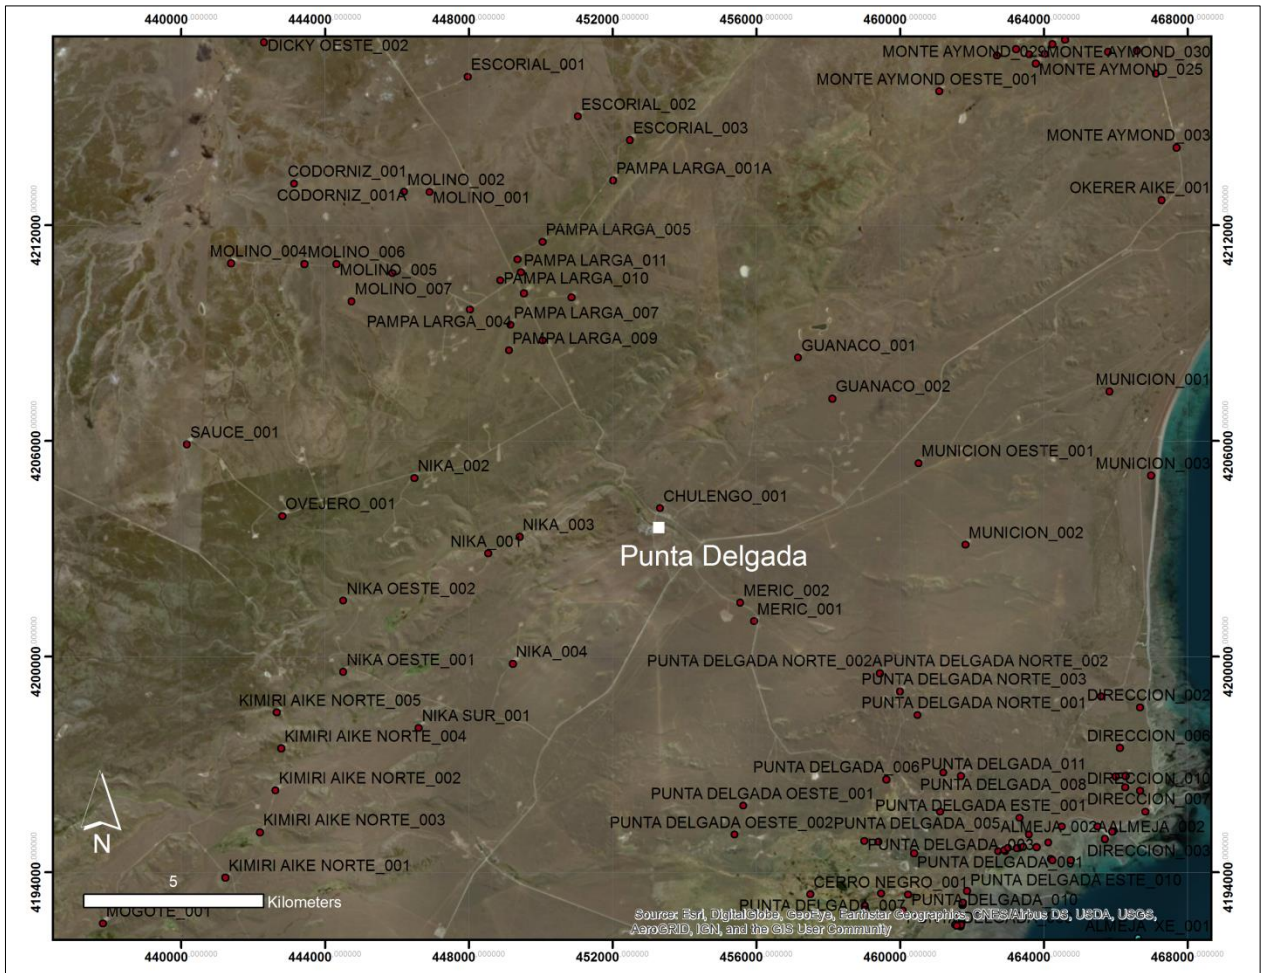 440000 444000 448000 452000 456000 460000 464000 468000
DICKY OESTE_002
MONTE AYMOND_029 MONTE AYMOND_030
ESCORIAL_001
MONTE AYMOND_025
MONTE AYMOND OESTE_001
ESCORIAL_002
ESCORIAL_003
MONTE AYMOND_003
PAMPA LARGA_001A
CODORNIZ_001
MOLINO_002
CODORNIZ_001A
MOLINO_001
OKERER AIKE_001
4212000
4212000
PAMPA LARGA_005
MOLINO_004
MOLINO_006
PAMPA LARGA_011
MOLINO_005
PAMPA LARGA_010
MOLINO_007
PAMPA LARGA_007
PAMPA LARGA_004
PAMPA LARGA_009
GUANACO_001
GUANACO_002
MUNICION_001
SAUCE_001
4206000
4206000
MUNICION OESTE_001
NIKA_002
MUNICION_003
OVEJERO_001
CHULENGO_001
NIKA_003
NIKA_001
MUNICION_002
Punta Delgada
NIKA OESTE_002
MERIC_002
MERIC_001
NIKA_004
NIKA OESTE_001
4200000
4200000
PUNTA DELGADA NORTE_002A PUNTA DELGADA NORTE_002
PUNTA DELGADA NORTE_003
DIRECCION_002
KIMIRI AIKE NORTE_005
PUNTA DELGADA NORTE_001
NIKA SUR_001
KIMIRI AIKE NORTE_004
DIRECCION_006
PUNTA DELGADA_006
PUNTA DELGADA_011
KIMIRI AIKE NORTE_002
PUNTA DELGADA_008
DIRECCION_010
PUNTA DELGADA OESTE_001
PUNTA DELGADA ESTE_001
DIRECCION_007
KIMIRI AIKE NORTE_003
PUNTA DELGADA OESTE_002
PUNTA DELGADA_005
ALMEJA_002
PUNTA DELGADA_003
DIRECCION_003
KIMIRI AIKE NORTE_001
PUNTA DELGADA_001
4194000
4194000
CERRO NEGRO_001
PUNTA DELGADA ESTE_010
5
Kilometers
N
PUNTA DELGADA_007
PUNTA DELGADA_010
MOGOTE_001
ALMEJA XE_001
Source: Esri, DigitalGlobe, GeoEye, Earthstar Geographics, CNES/Airbus DS, USDA, USGS,
AeroGRID, IGN, and the GIS User Community